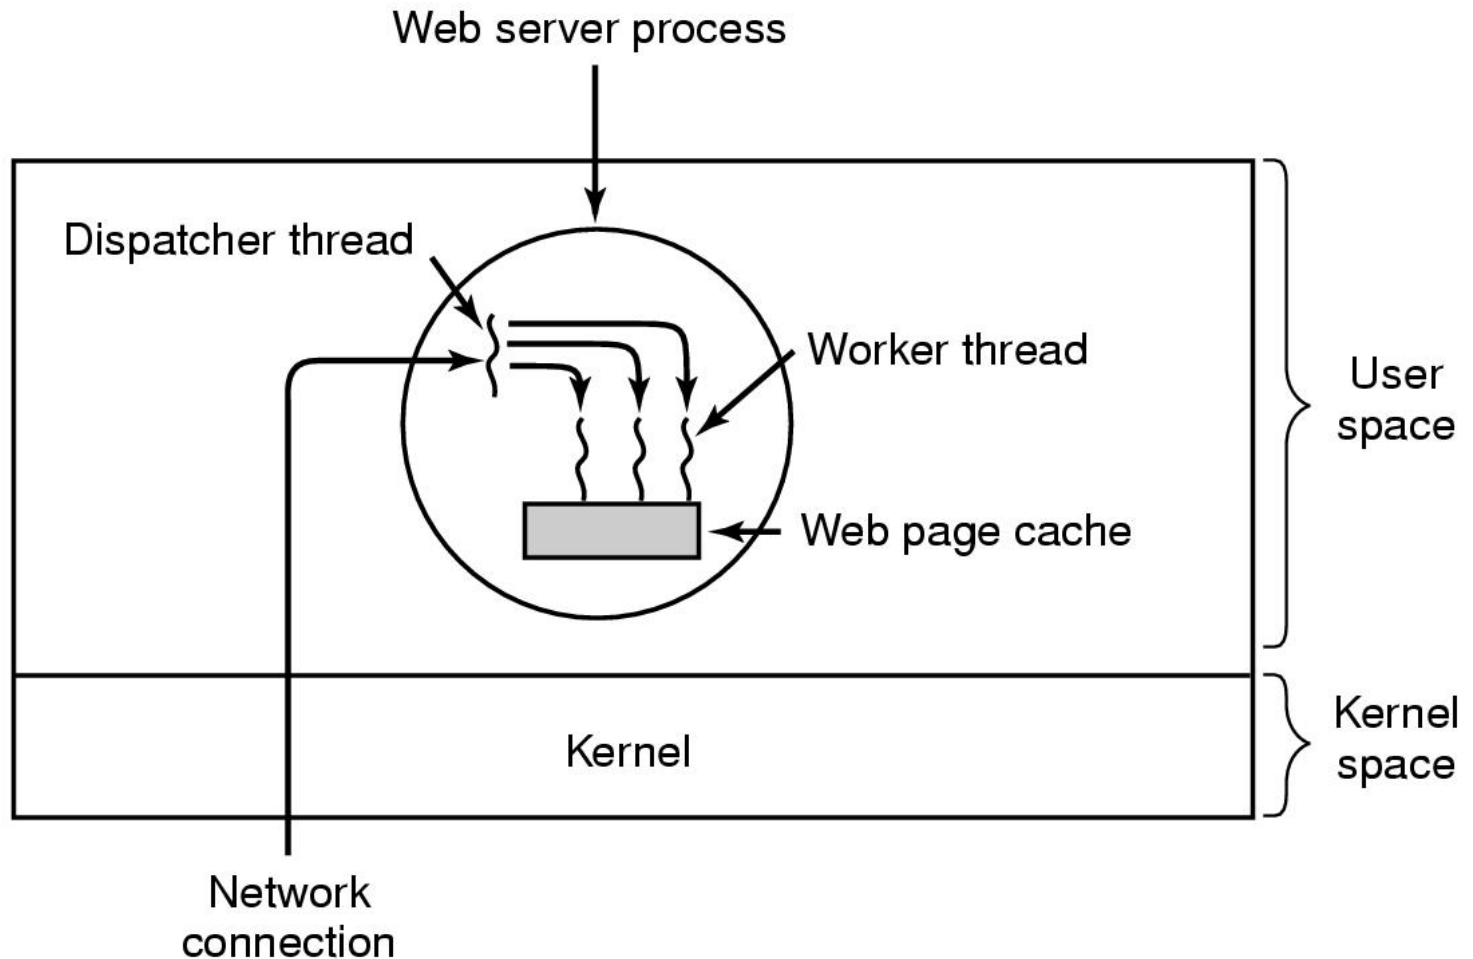 Web server process
Dispatcher thread
Worker thread
User
space
Web page cache
Kernel
Kernel
space
Network
connection